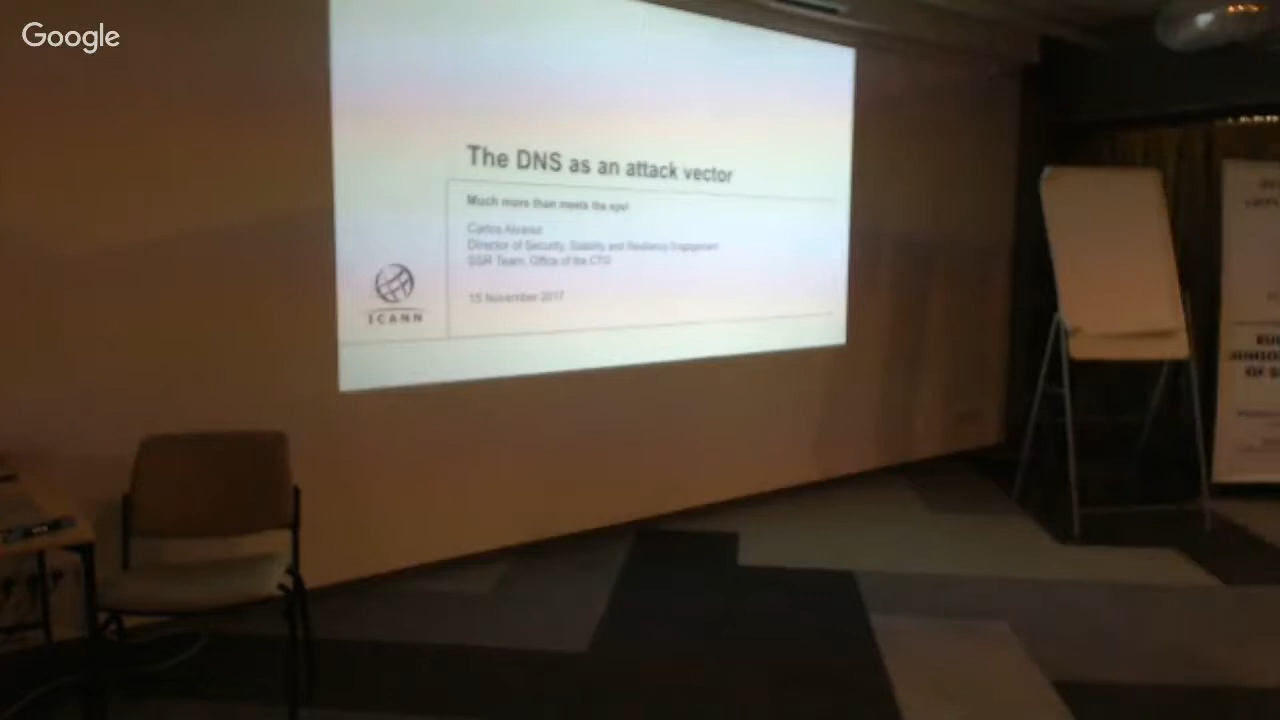 Google
The DNS as an attack vector
Much more than meets the eye!
Carlos Alvarez
Director of Security, Stability and Resiliency Engagement
SSR Team, Office of the CTO
15 November 2017
ICANN
OF